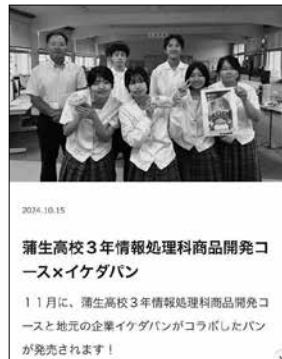 2024.10.15
蒲生高校３年情報処理科商品開発コ
ース×イケダパン
１１月に、蒲生高校３年情報処理科商品開発コ
ースと地元の企業イケダパンがコラボしたパン
が発売されます！